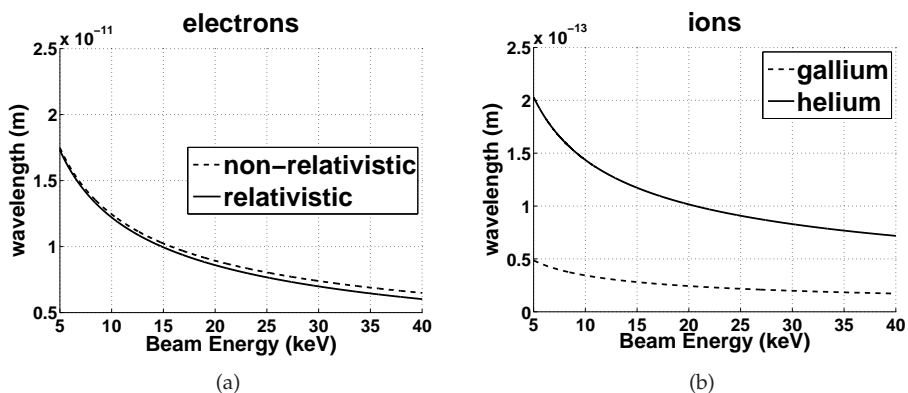 electrons
x 10⁻¹¹
2.5
2
1.5
1
0.5
wavelength (m)
non−relativistic
relativistic
5 10 15 20 25 30 35 40
Beam Energy (keV)
(a)
ions
x 10⁻¹³
2.5
2
1.5
1
0.5
0
wavelength (m)
gallium
helium
5 10 15 20 25 30 35 40
Beam Energy (keV)
(b)